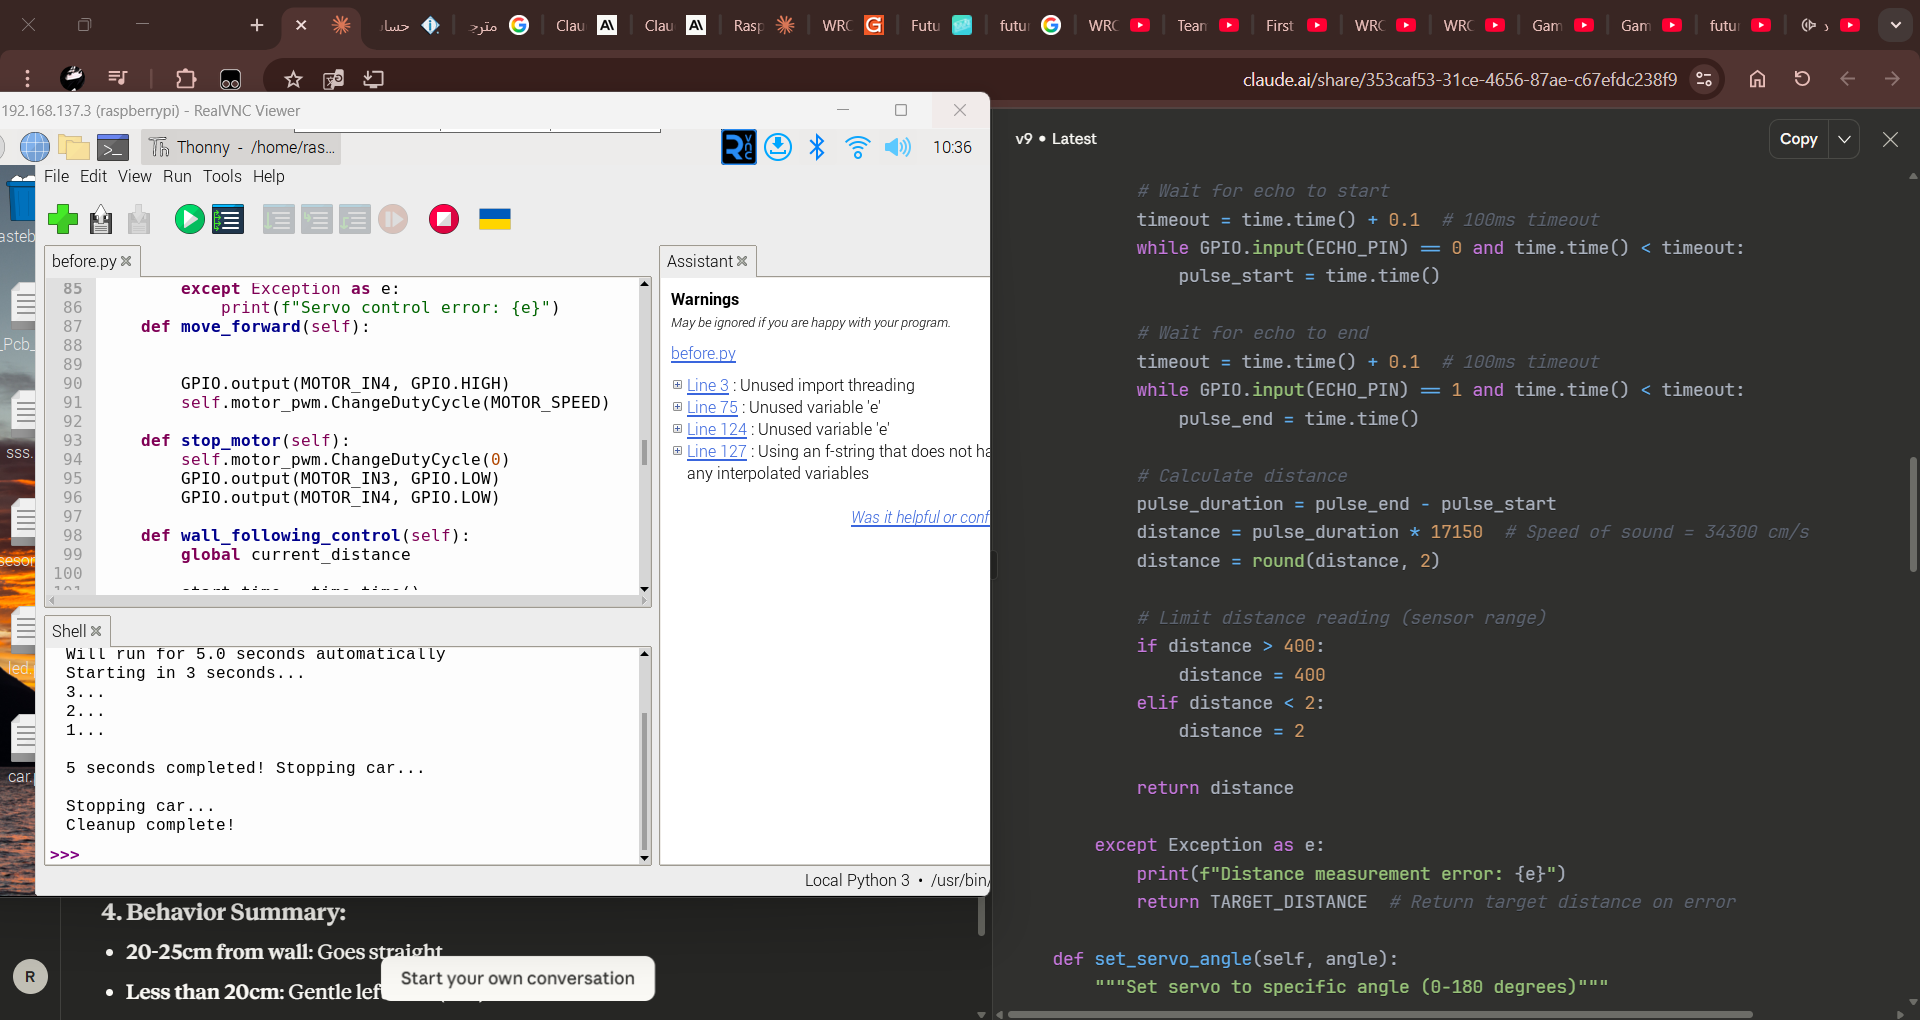 حساب
مترج
Clau
Clau
Rasp
WRC
Futu
futur
WRC
Team
First
WRC
WRC
Gam
Gam
futur
claude.ai/share/353caf53-31ce-4656-87ae-c67efdc238f9
192.168.137.3 (raspberrypi) - RealVNC Viewer
Thonny - /home/ras...
10:36
File Edit View Run Tools Help
asteb
_Pcb_
sss.
sesor
led.p
car.p
before.py
85 except Exception as e:
86 print(f"Servo control error: {e}")
87 def move_forward(self):
88
89
90 GPIO.output(MOTOR_IN4, GPIO.HIGH)
91 self.motor_pwm.ChangeDutyCycle(MOTOR_SPEED)
92
93 def stop_motor(self):
94 self.motor_pwm.ChangeDutyCycle(0)
95 GPIO.output(MOTOR_IN3, GPIO.LOW)
96 GPIO.output(MOTOR_IN4, GPIO.LOW)
97
98 def wall_following_control(self):
99 global current_distance
100
101 start_time = time.time()
Shell
Will run for 5.0 seconds automatically
Starting in 3 seconds...
3...
2...
1...
5 seconds completed! Stopping car...
Stopping car...
Cleanup complete!
>>>
Assistant
Warnings
May be ignored if you are happy with your program.
before.py
Line 3 : Unused import threading
Line 75 : Unused variable 'e'
Line 124 : Unused variable 'e'
Line 127 : Using an f-string that does not ha
any interpolated variables
Was it helpful or conf
Local Python 3 • /usr/bin/
4. Behavior Summary:
• 20-25cm from wall: Goes straight
• Less than 20cm: Gentle lef
Start your own conversation
R
v9 • Latest
Copy
# Wait for echo to start
timeout = time.time() + 0.1 # 100ms timeout
while GPIO.input(ECHO_PIN) == 0 and time.time() < timeout:
pulse_start = time.time()
# Wait for echo to end
timeout = time.time() + 0.1 # 100ms timeout
while GPIO.input(ECHO_PIN) == 1 and time.time() < timeout:
pulse_end = time.time()
# Calculate distance
pulse_duration = pulse_end - pulse_start
distance = pulse_duration * 17150 # Speed of sound = 34300 cm/s
distance = round(distance, 2)
# Limit distance reading (sensor range)
if distance > 400:
distance = 400
elif distance < 2:
distance = 2
return distance
except Exception as e:
print(f"Distance measurement error: {e}")
return TARGET_DISTANCE # Return target distance on error
def set_servo_angle(self, angle):
"""Set servo to specific angle (0-180 degrees)"""